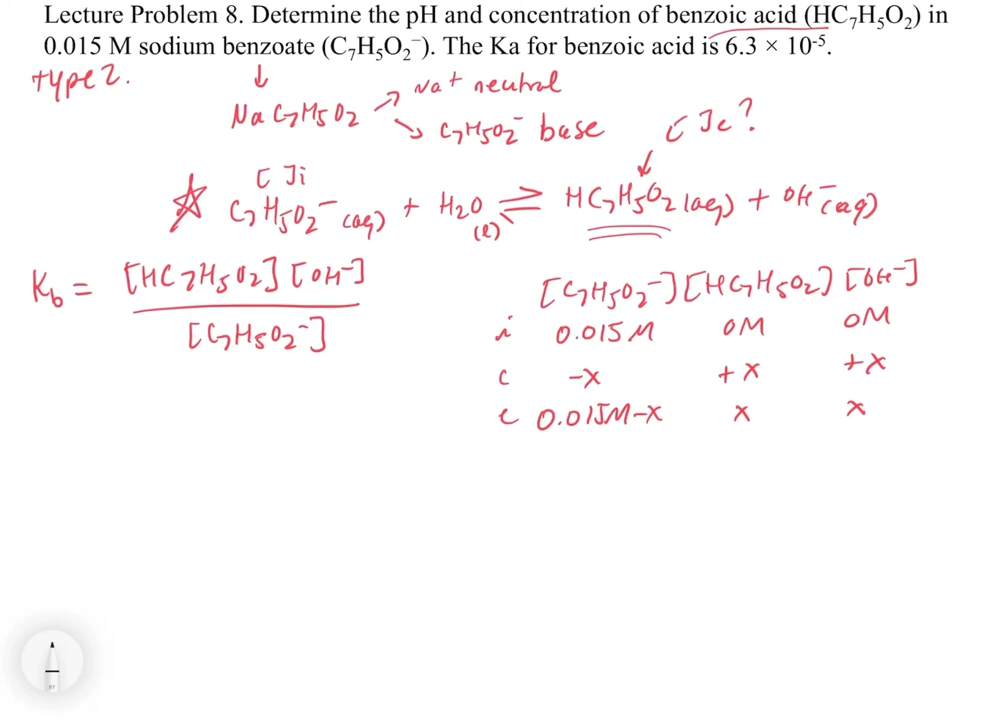 Lecture Problem 8. Determine the pH and concentration of benzoic acid (HC₇H₅O₂) in
0.015 M sodium benzoate (C₇H₅O₂⁻). The Ka for benzoic acid is 6.3 × 10⁻⁵.
type 2. ↓
NaC₇H₅O₂ ↗ Na⁺ neutral
↘ C₇H₅O₂⁻ base
[ ]e?
↓
[ ]i
☆ C₇H₅O₂⁻(aq) + H₂O(l) ⇌ HC₇H₅O₂(aq) + OH⁻(aq)
K_b = [HC₇H₅O₂][OH⁻] / [C₇H₅O₂⁻]
[C₇H₅O₂⁻] [HC₇H₅O₂] [OH⁻]
i 0.015M 0M 0M
c -x +x +x
e 0.015M-x x x